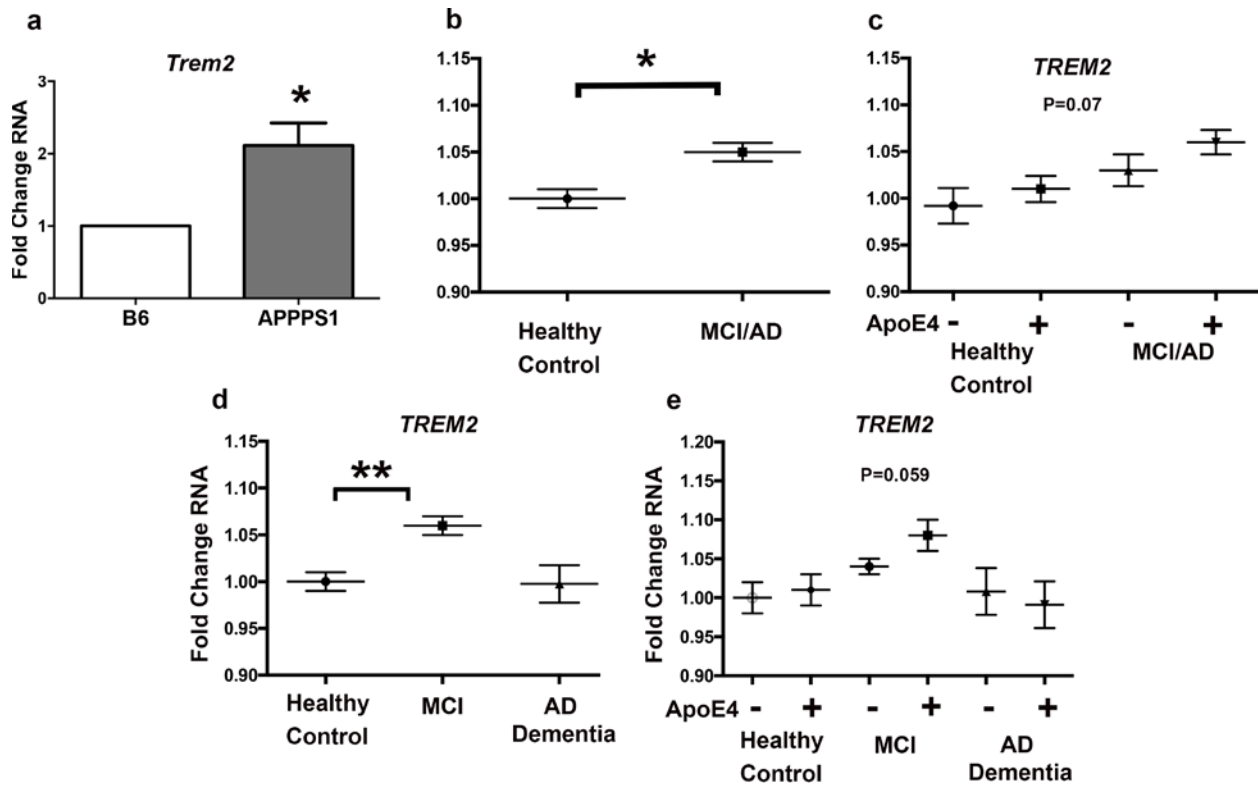 a
Trem2
Fold Change RNA
3
2
1
0
*
B6
APPPS1
b
1.15
1.10
1.05
1.00
0.95
0.90
*
Healthy
Control
MCI/AD
c
TREM2
P=0.07
1.15
1.10
1.05
1.00
0.95
0.90
ApoE4 - + - +
Healthy
Control
MCI/AD
d
TREM2
Fold Change RNA
1.15
1.10
1.05
1.00
0.95
0.90
**
Healthy
Control
MCI
AD
Dementia
e
TREM2
P=0.059
Fold Change RNA
1.20
1.15
1.10
1.05
1.00
0.95
0.90
ApoE4 - + - + - +
Healthy
Control
MCI
AD
Dementia